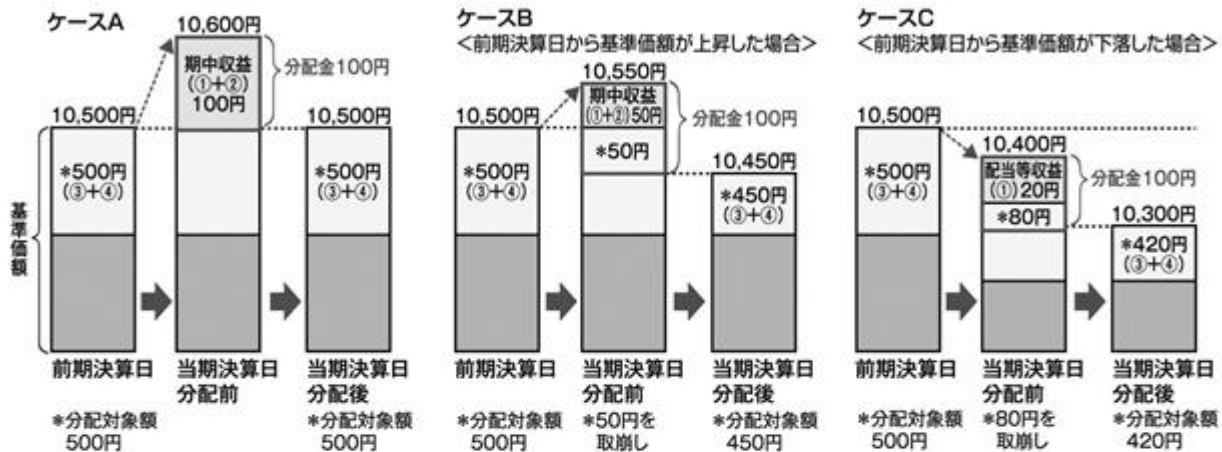 ケースA
10,600円
期中収益
(①+②)
100円
分配金100円
10,500円
10,500円
*500円
(③+④)
*500円
(③+④)
基準価額
前期決算日
当期決算日
分配前
当期決算日
分配後
*分配対象額
500円
*分配対象額
500円
ケースB
<前期決算日から基準価額が上昇した場合>
10,550円
期中収益
(①+②)50円
分配金100円
10,500円
*500円
(③+④)
*50円
10,450円
*450円
(③+④)
前期決算日
当期決算日
分配前
当期決算日
分配後
*分配対象額
500円
*50円を
取崩し
*分配対象額
450円
ケースC
<前期決算日から基準価額が下落した場合>
10,500円
*500円
(③+④)
10,400円
配当等収益
(①)20円
*80円
分配金100円
10,300円
*420円
(③+④)
前期決算日
当期決算日
分配前
当期決算日
分配後
*分配対象額
500円
*80円を
取崩し
*分配対象額
420円